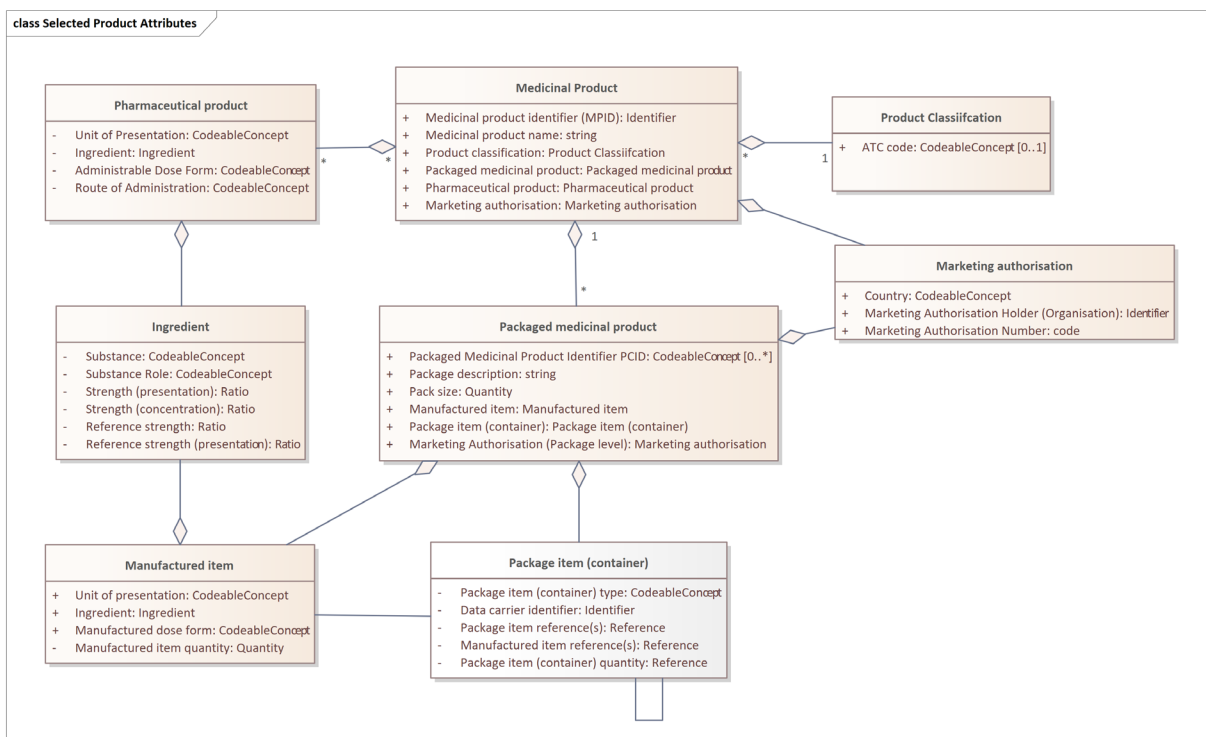 class Selected Product Attributes
Pharmaceutical product
- Unit of Presentation: CodeableConcept
- Ingredient: Ingredient
- Administrable Dose Form: CodeableConcept
- Route of Administration: CodeableConcept
*
*
Medicinal Product
+ Medicinal product identifier (MPID): Identifier
+ Medicinal product name: string
+ Product classification: Product Classiifcation
+ Packaged medicinal product: Packaged medicinal product
+ Pharmaceutical product: Pharmaceutical product
+ Marketing authorisation: Marketing authorisation
*
1
Product Classiifcation
+ ATC code: CodeableConcept [0..1]
1
*
Marketing authorisation
+ Country: CodeableConcept
+ Marketing Authorisation Holder (Organisation): Identifier
+ Marketing Authorisation Number: code
Ingredient
- Substance: CodeableConcept
- Substance Role: CodeableConcept
- Strength (presentation): Ratio
- Strength (concentration): Ratio
- Reference strength: Ratio
- Reference strength (presentation): Ratio
Packaged medicinal product
+ Packaged Medicinal Product Identifier PCID: CodeableConcept [0..*]
+ Package description: string
+ Pack size: Quantity
+ Manufactured item: Manufactured item
+ Package item (container): Package item (container)
+ Marketing Authorisation (Package level): Marketing authorisation
Manufactured item
+ Unit of presentation: CodeableConcept
+ Ingredient: Ingredient
+ Manufactured dose form: CodeableConcept
- Manufactured item quantity: Quantity
Package item (container)
- Package item (container) type: CodeableConcept
- Data carrier identifier: Identifier
- Package item reference(s): Reference
- Manufactured item reference(s): Reference
- Package item (container) quantity: Reference